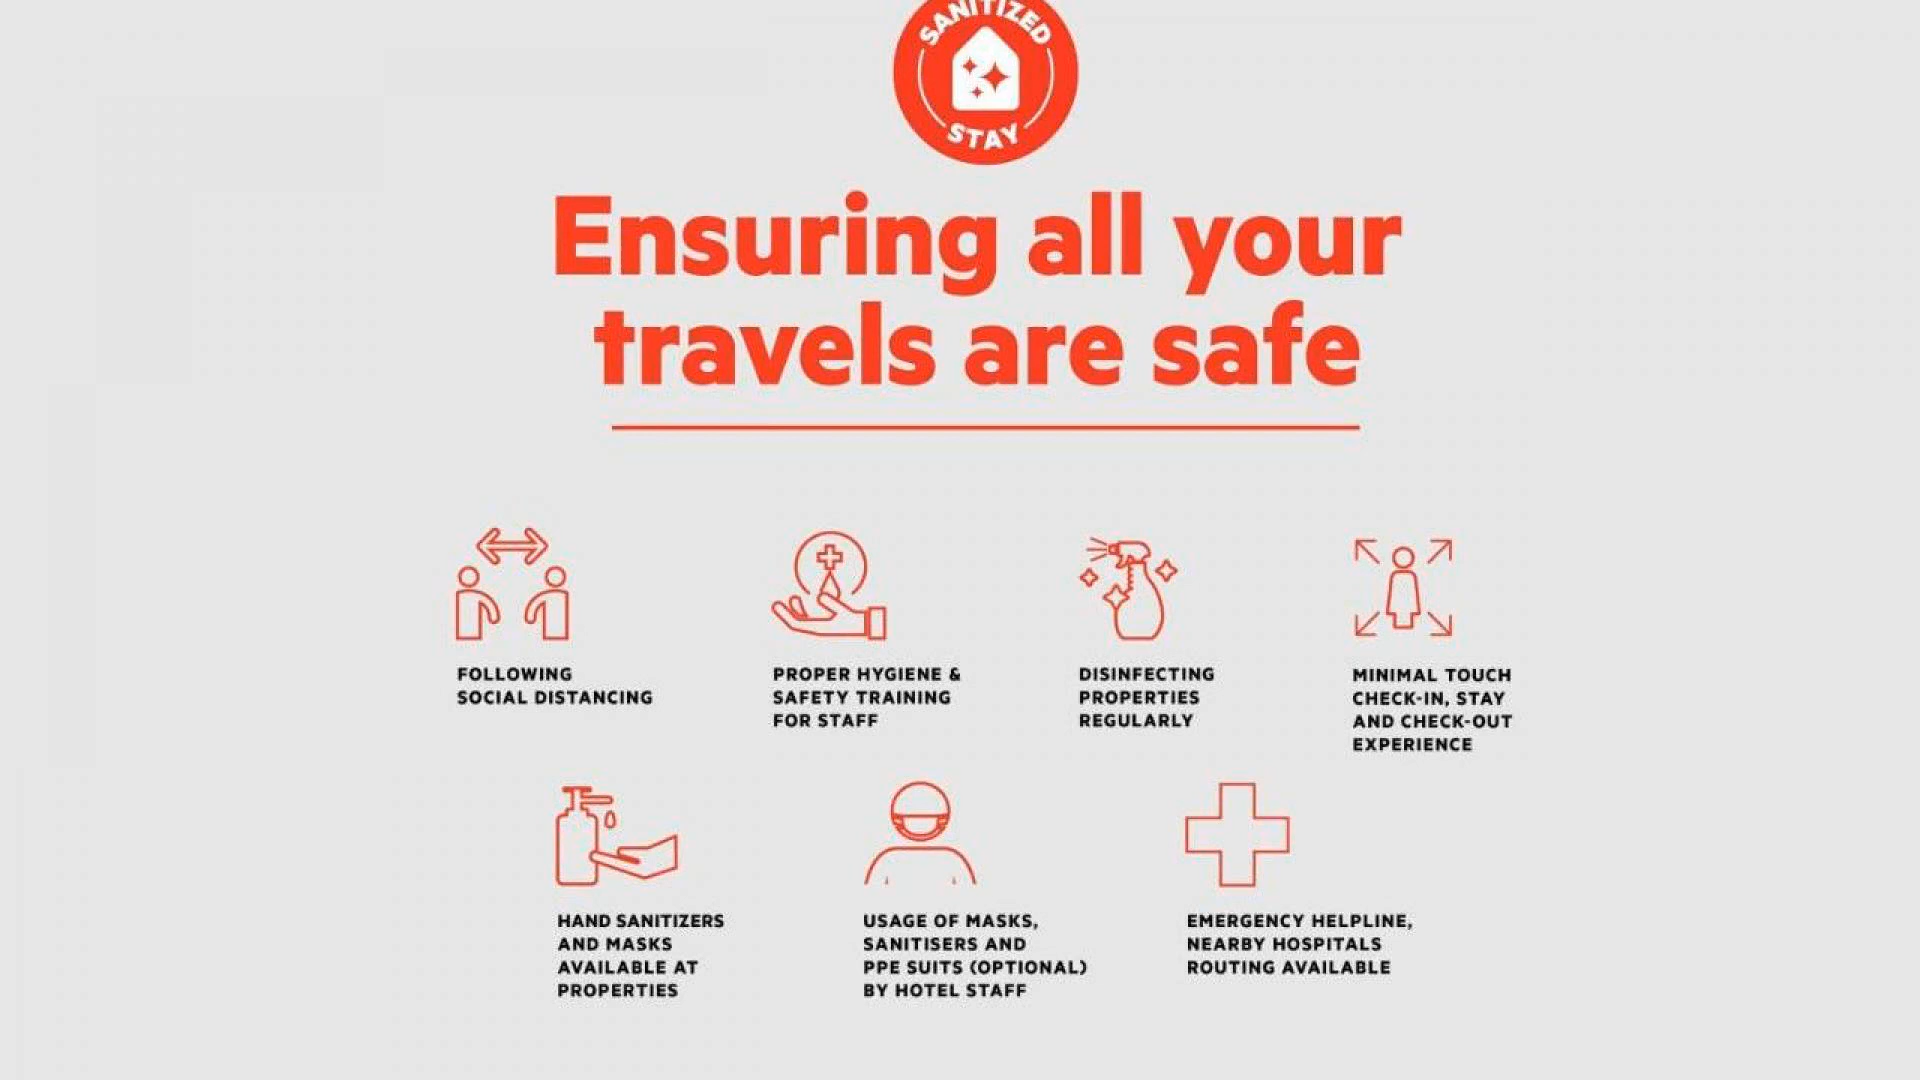 SANITIZED
STAY
Ensuring all your
travels are safe
FOLLOWING
SOCIAL DISTANCING
PROPER HYGIENE &
SAFETY TRAINING
FOR STAFF
DISINFECTING
PROPERTIES
REGULARLY
MINIMAL TOUCH
CHECK-IN, STAY
AND CHECK-OUT
EXPERIENCE
HAND SANITIZERS
AND MASKS
AVAILABLE AT
PROPERTIES
USAGE OF MASKS,
SANITISERS AND
PPE SUITS (OPTIONAL)
BY HOTEL STAFF
EMERGENCY HELPLINE,
NEARBY HOSPITALS
ROUTING AVAILABLE